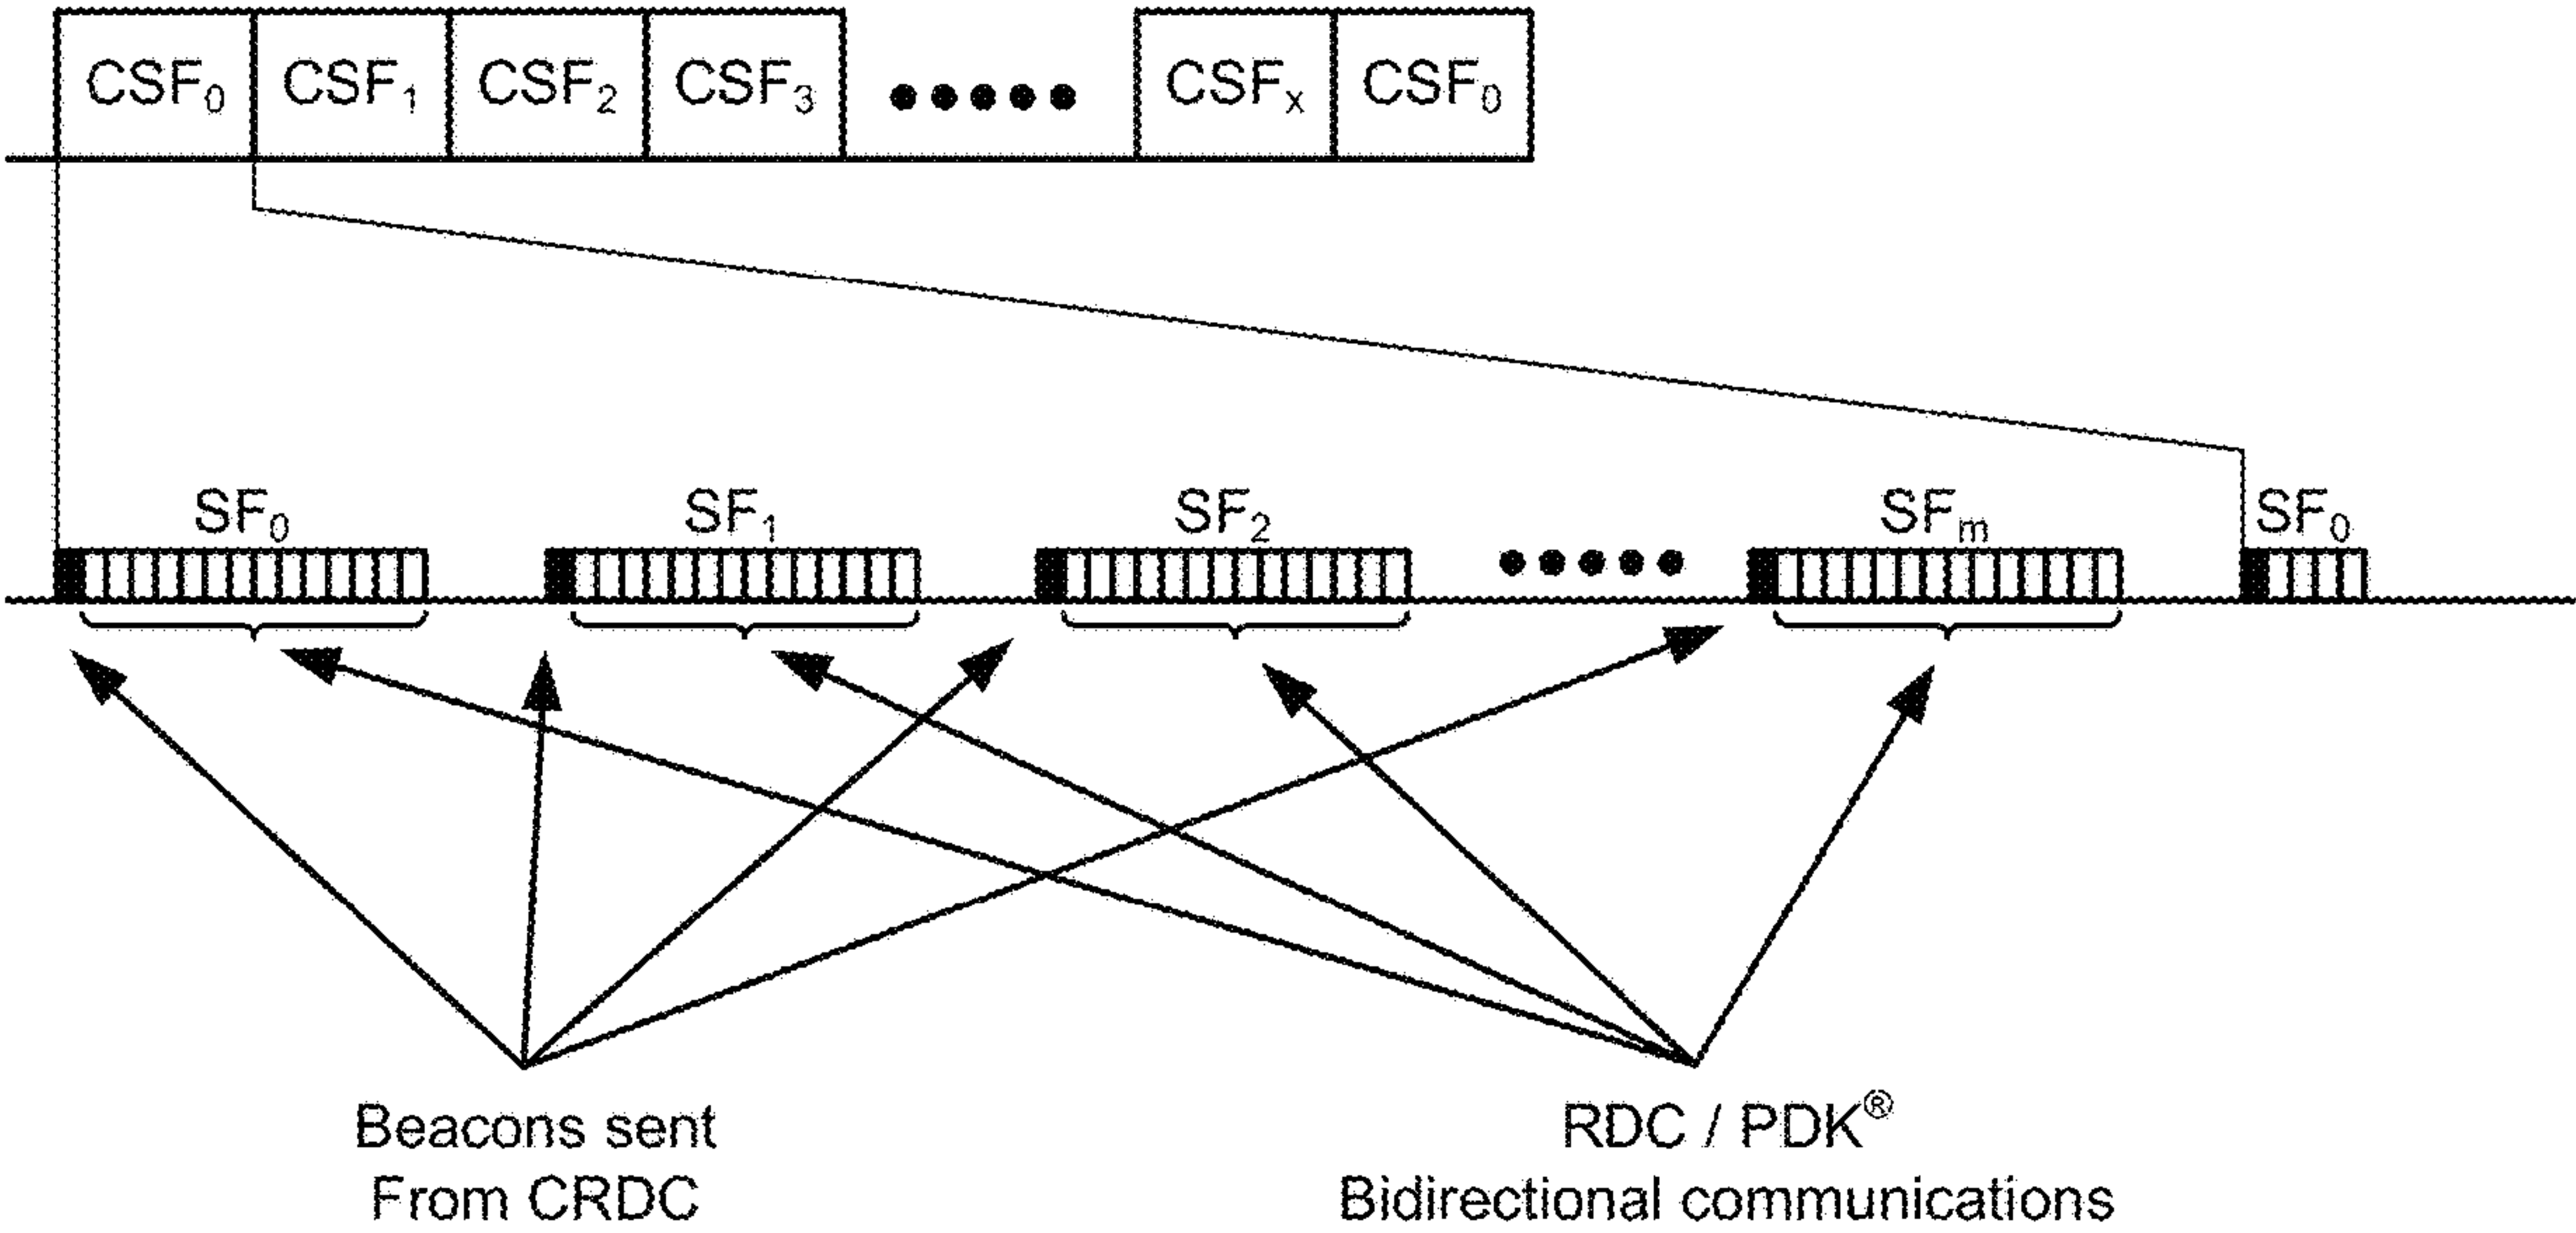 CSF₀ CSF₁ CSF₂ CSF₃ ••••• CSFₓ CSF₀
SF₀ SF₁ SF₂ ••••• SFₘ SF₀
Beacons sent
From CRDC
RDC / PDK®
Bidirectional communications